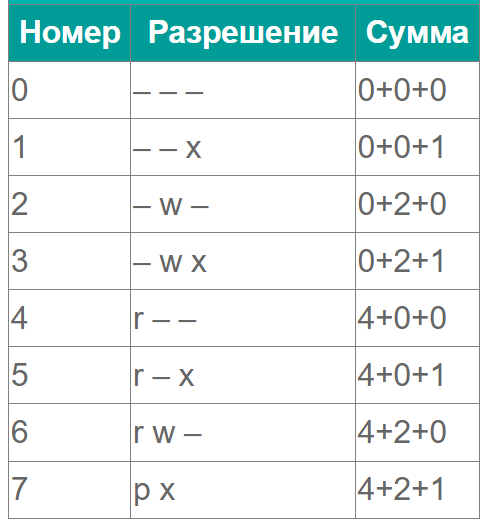 Номер Разрешение Сумма
0 – – – 0+0+0
1 – – x 0+0+1
2 – w – 0+2+0
3 – w x 0+2+1
4 r – – 4+0+0
5 r – x 4+0+1
6 r w – 4+2+0
7 р х 4+2+1